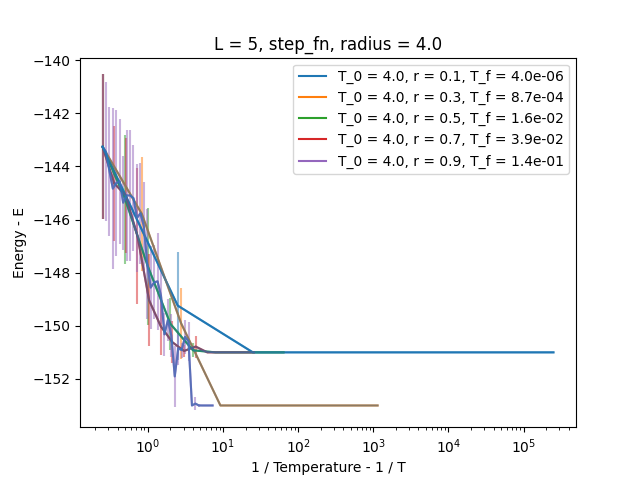 L = 5, step_fn, radius = 4.0
T_0 = 4.0, r = 0.1, T_f = 4.0e-06
T_0 = 4.0, r = 0.3, T_f = 8.7e-04
T_0 = 4.0, r = 0.5, T_f = 1.6e-02
T_0 = 4.0, r = 0.7, T_f = 3.9e-02
T_0 = 4.0, r = 0.9, T_f = 1.4e-01
Energy - E
−140
−142
−144
−146
−148
−150
−152
10⁰ 10¹ 10² 10³ 10⁴ 10⁵
1 / Temperature - 1 / T